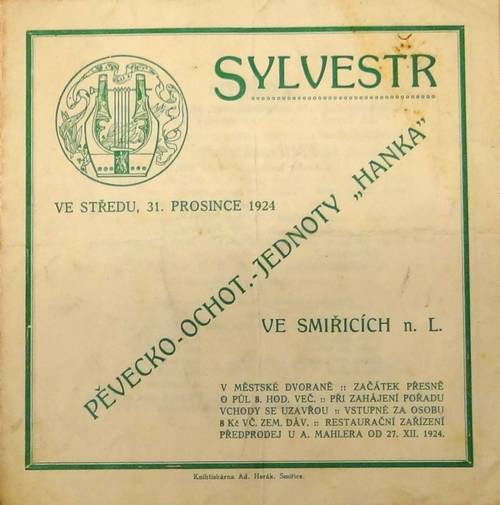 SYLVESTR
VE STŘEDU, 31. PROSINCE 1924
PĚVECKO-OCHOT.-JEDNOTY „HANKA”
VE SMIŘICÍCH n. L.
V MĚSTSKÉ DVORANĚ :: ZAČÁTEK PŘESNĚ
O PŮL 8. HOD. VEČ. :: PŘI ZAHÁJENÍ POŘADU
VCHODY SE UZAVŘOU :: VSTUPNÉ ZA OSOBU
8 Kč VČ. ZEM. DÁV. :: RESTAURAČNÍ ZAŘÍZENÍ
PŘEDPRODEJ U A. MAHLERA OD 27. XII. 1924.
Knihtiskárna Ad. Horák, Smiřice.